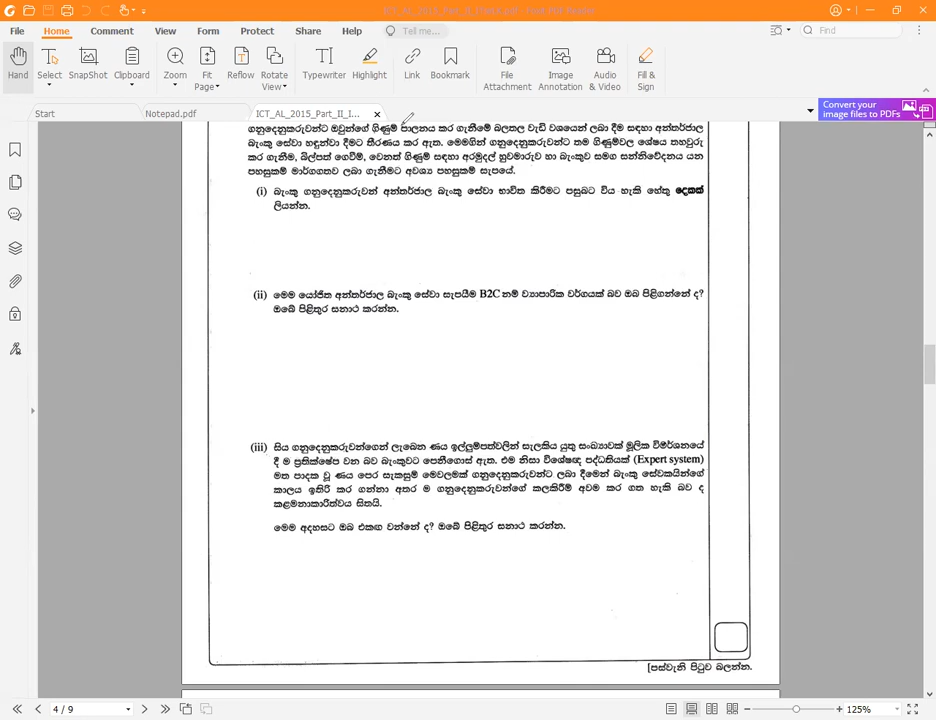 ICT_AL_2015_Part_II_Ineed.pdf - Foxit PDF Reader
File Home Comment View Form Protect Share Help Tell me... Find
Hand Select SnapShot Clipboard Zoom Fit Page Reflow Rotate View Typewriter Highlight Link Bookmark File Attachment Image Annotation Audio & Video Fill & Sign
Start Notepad.pdf ICT_AL_2015_Part_II_I... Convert your image files to PDFs
ගනුදෙනුකරුවන්ට ඔවුන්ගේ ගිණුම් පාලනය කර ගැනීමේ බලතල වැඩි වශයෙන් ලබා දීම සඳහා අන්තර්ජාල
බැංකු සේවා හඳුන්වා දීමට තීරණය කර ඇත. මෙමගින් ගනුදෙනුකරුවන්ට තම ගිණුම්වල ශේෂය තහවුරු
කර ගැනීම, බිල්පත් ගෙවීම්, වෙනත් ගිණුම් සඳහා අරමුදල් හුවමාරුව හා බැංකුව සමග සන්නිවේදනය යන
පහසුකම් මාර්ගගතව ලබා ගැනීමට අවශ්‍ය පහසුකම් සැපයේ.
(i) බැංකු ගනුදෙනුකරුවන් අන්තර්ජාල බැංකු සේවා භාවිත කිරීමට පසුබට විය හැකි හේතු දෙකක්
ලියන්න.
(ii) මෙම යෝජිත අන්තර්ජාල බැංකු සේවා සැපයීම B2C නම් ව්‍යාපාරික වර්ගයක් බව ඔබ පිළිගන්නේ ද?
ඔබේ පිළිතුර සනාථ කරන්න.
(iii) සිය ගනුදෙනුකරුවන්ගෙන් ලැබෙන ණය ඉල්ලුම්පත්වලින් සැලකිය යුතු සංඛ්‍යාවක් මූලික විමර්ශනයේ
දී ම ප්‍රතික්ෂේප වන බව බැංකුවට පෙනීගොස් ඇත. එම නිසා විශේෂඥ පද්ධතියක් (Expert system)
මත පාදක වූ ණය පෙර සැකසුම් මෙවලමක් ගනුදෙනුකරුවන්ට ලබා දීමෙන් බැංකු සේවකයින්ගේ
කාලය ඉතිරි කර ගන්නා අතර ම ගනුදෙනුකරුවන්ගේ කලකිරීම් අවම කර ගත හැකි බව ද
කළමනාකාරීත්වය සිතයි.
මෙම අදහසට ඔබ එකඟ වන්නේ ද? ඔබේ පිළිතුර සනාථ කරන්න.
[පස්වැනි පිටුව බලන්න.
4 / 9 125%